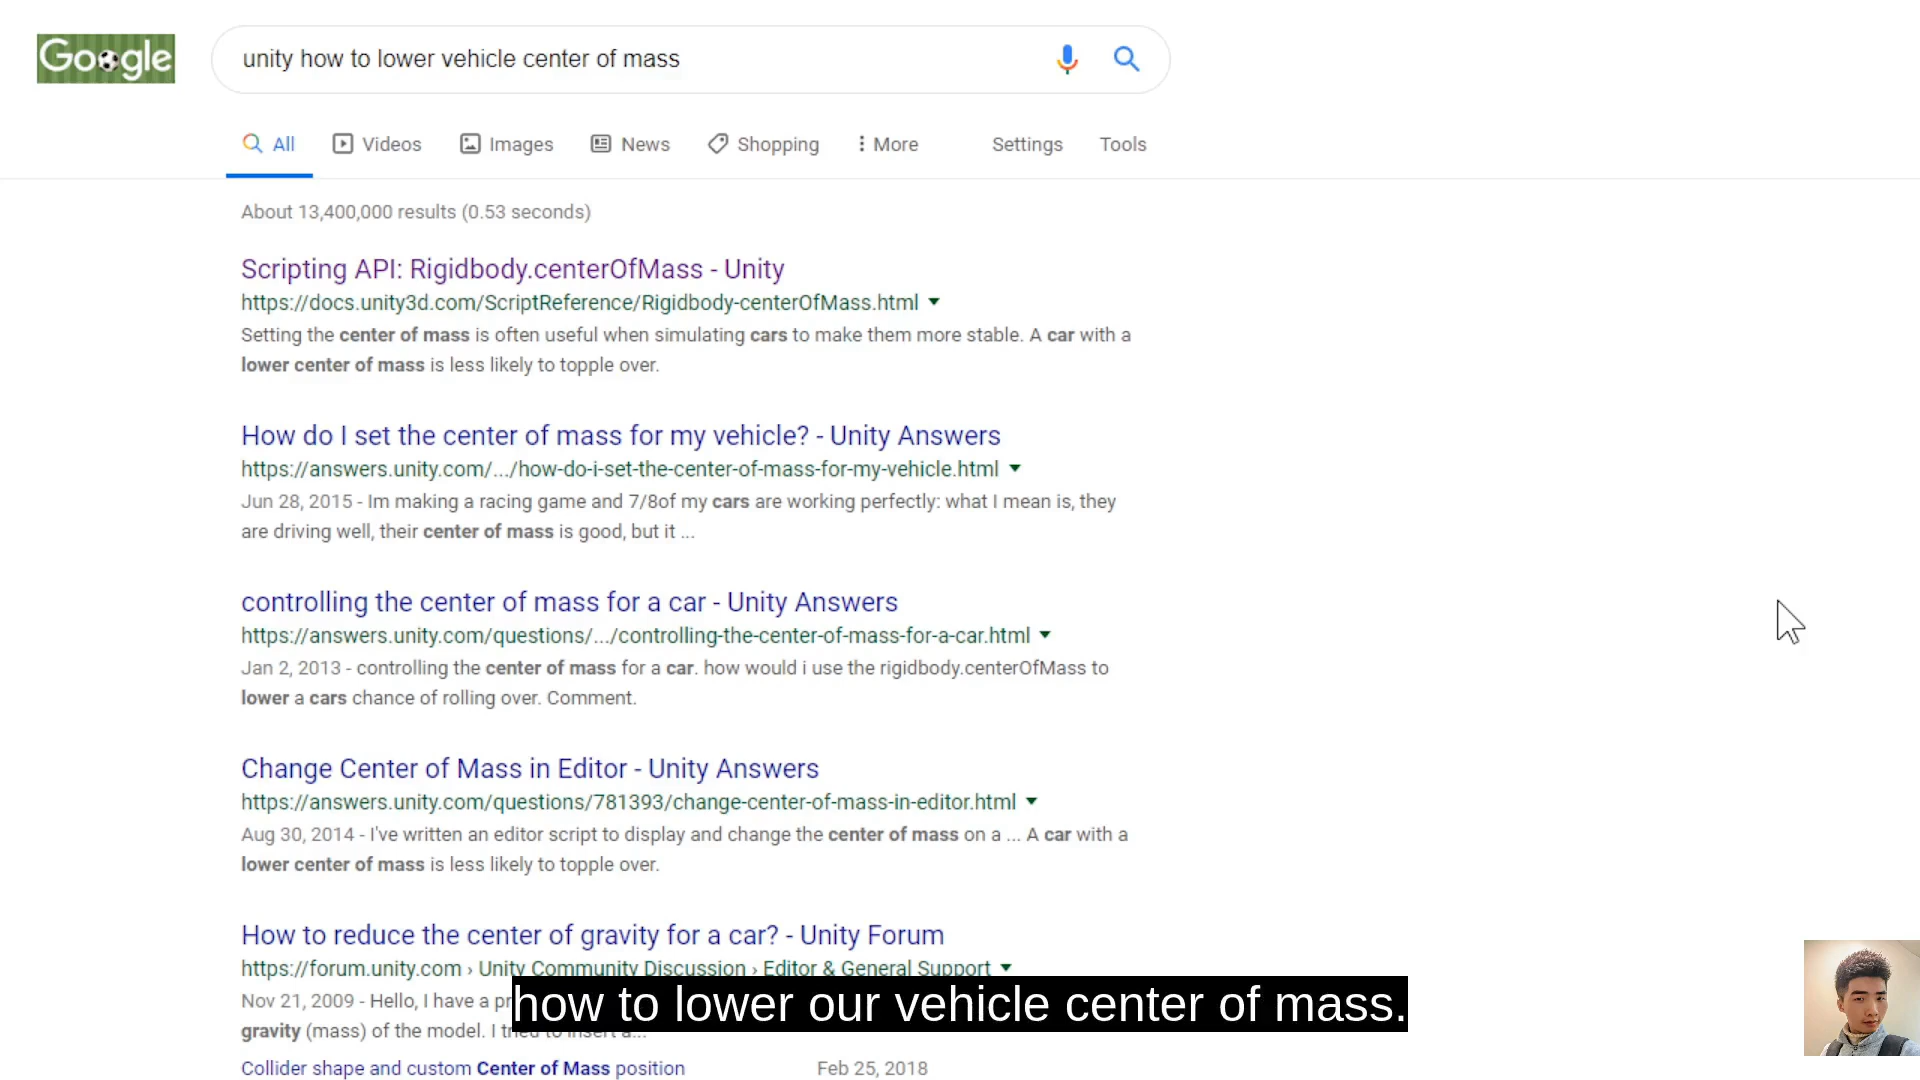 Google
unity how to lower vehicle center of mass
All Videos Images News Shopping More Settings Tools
About 13,400,000 results (0.53 seconds)
Scripting API: Rigidbody.centerOfMass - Unity
https://docs.unity3d.com/ScriptReference/Rigidbody-centerOfMass.html
Setting the center of mass is often useful when simulating cars to make them more stable. A car with a
lower center of mass is less likely to topple over.
How do I set the center of mass for my vehicle? - Unity Answers
https://answers.unity.com/.../how-do-i-set-the-center-of-mass-for-my-vehicle.html
Jun 28, 2015 - Im making a racing game and 7/8of my cars are working perfectly: what I mean is, they
are driving well, their center of mass is good, but it ...
controlling the center of mass for a car - Unity Answers
https://answers.unity.com/questions/.../controlling-the-center-of-mass-for-a-car.html
Jan 2, 2013 - controlling the center of mass for a car. how would i use the rigidbody.centerOfMass to
lower a cars chance of rolling over. Comment.
Change Center of Mass in Editor - Unity Answers
https://answers.unity.com/questions/781393/change-center-of-mass-in-editor.html
Aug 30, 2014 - I've written an editor script to display and change the center of mass on a ... A car with a
lower center of mass is less likely to topple over.
How to reduce the center of gravity for a car? - Unity Forum
https://forum.unity.com › Unity Community Discussion › Editor & General Support
Nov 21, 2009 - Hello, I have a
how to lower our vehicle center of mass.
gravity (mass) of the model. I tried to insert a...
Collider shape and custom Center of Mass position Feb 25, 2018